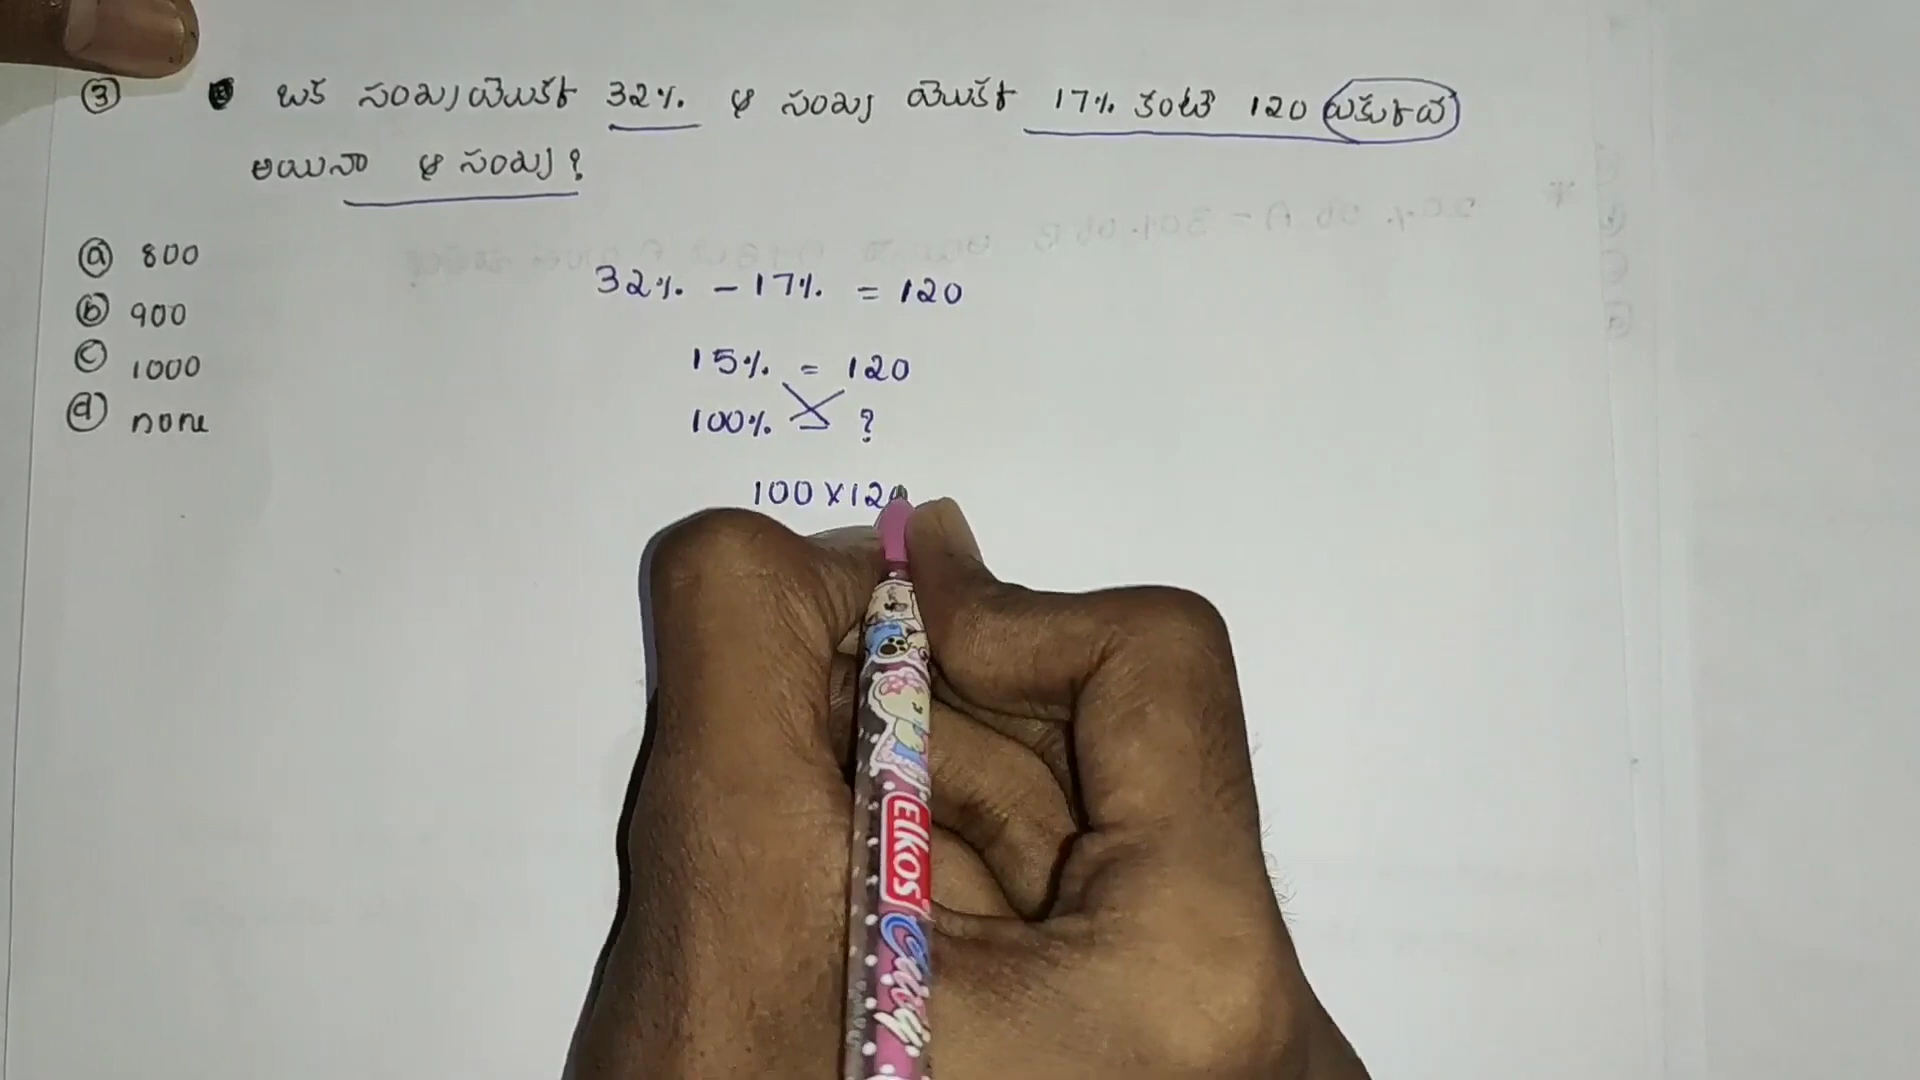 ③ ఒక సంఖ్య యొక్క 32% ఆ సంఖ్య యొక్క 17% కంటే 120 ఎక్కువ
అయినా ఆ సంఖ్య ?
ⓐ 800
ⓑ 900
ⓒ 1000
ⓓ none
32% - 17% = 120
15% = 120
100% = ?
100 x 120
Elkos